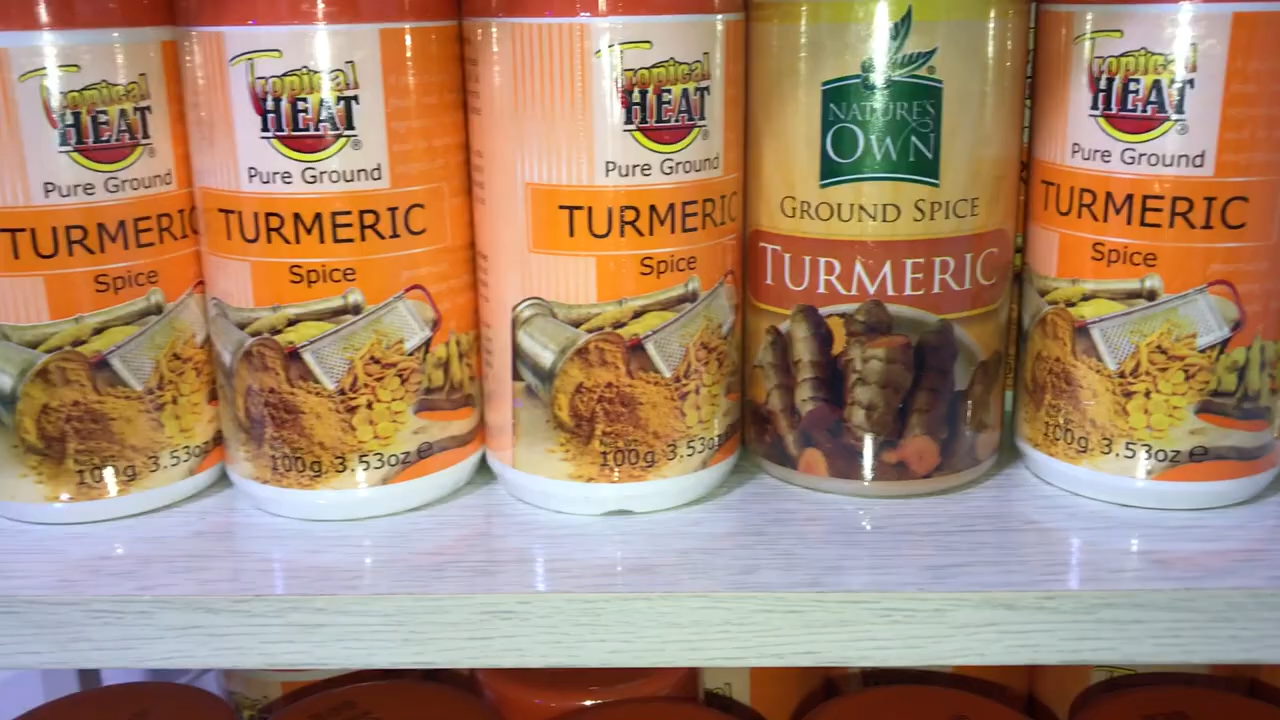 Tropical
HEAT
Pure Ground
TURMERIC
Spice
100g 3.53oz
Tropical
HEAT®
Pure Ground
TURMERIC
Spice
100g 3.53oz e
Tropical
HEAT®
Pure Ground
TURMERIC
Spice
100g 3.53oz
NATURE'S
OWN
GROUND SPICE
TURMERIC
Tropical
HEAT
Pure Ground
TURMERIC
Spice
100g 3.53oz e